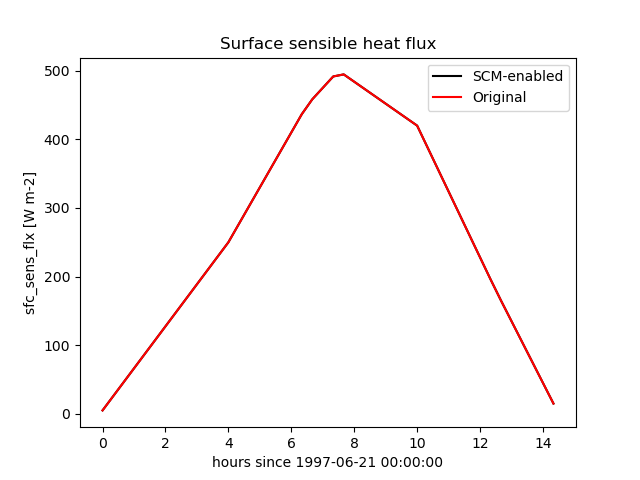 Surface sensible heat flux
SCM-enabled
Original
sfc_sens_flx [W m-2]
500
400
300
200
100
0
0 2 4 6 8 10 12 14
hours since 1997-06-21 00:00:00